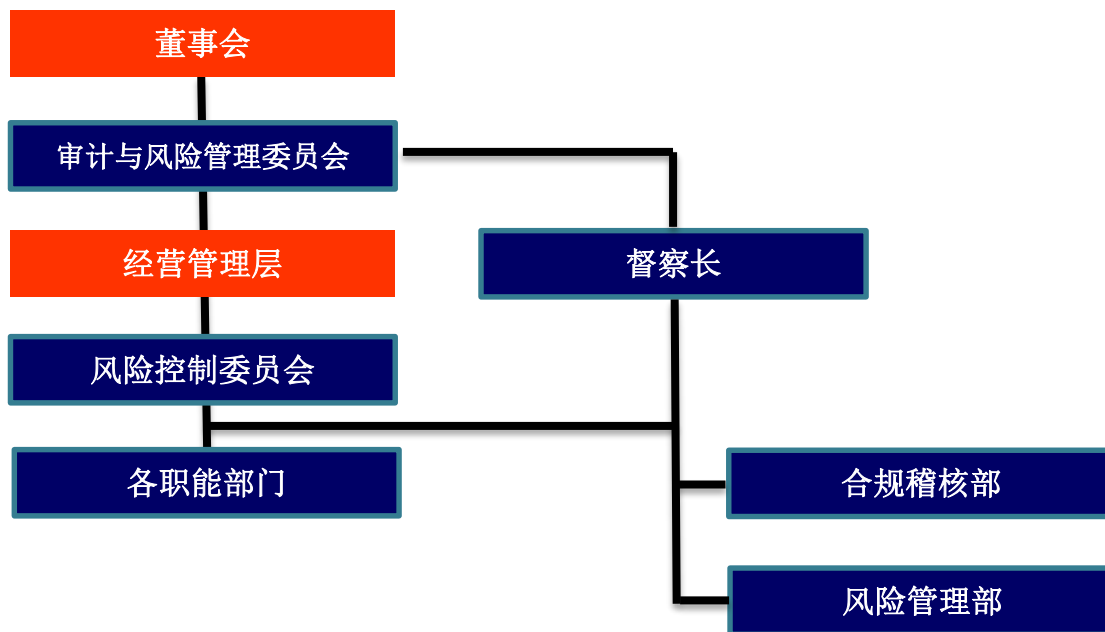 董事会
审计与风险管理委员会
经营管理层
督察长
风险控制委员会
各职能部门
合规稽核部
风险管理部